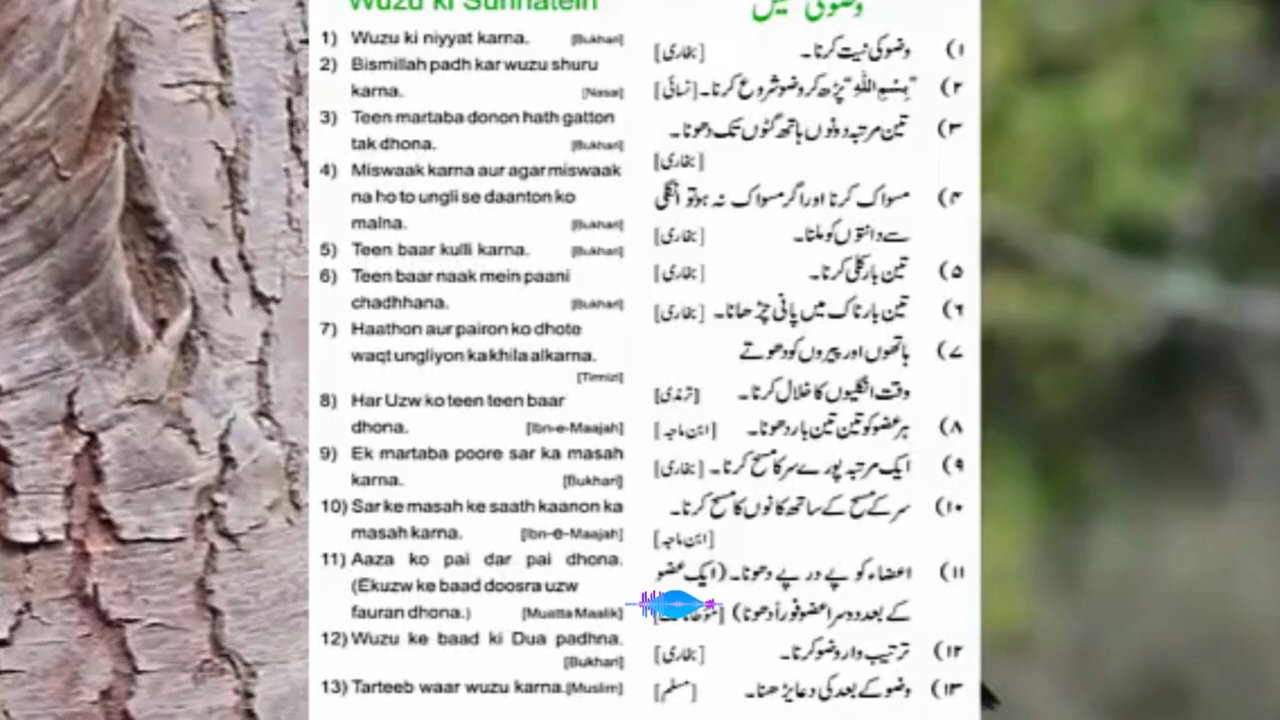 Wuzu ki Sunnatein
1) Wuzu ki niyyat karna. [Bukhari]
2) Bismillah padh kar wuzu shuru
karna. [Nasai]
3) Teen martaba donon hath gatton
tak dhona. [Bukhari]
4) Miswaak karna aur agar miswaak
na ho to ungli se daanton ko
malna. [Bukhari]
5) Teen baar kulli karna. [Bukhari]
6) Teen baar naak mein paani
chadhhana. [Bukhari]
7) Haathon aur pairon ko dhote
waqt ungliyon ka khilaalkarna.
[Tirmizi]
8) Har Uzw ko teen teen baar
dhona. [Ibn-e-Maajah]
9) Ek martaba poore sar ka masah
karna. [Bukhari]
10) Sar ke masah ke saath kaanon ka
masah karna. [Ibn-e-Maajah]
11) Aaza ko pai dar pai dhona.
(Ekuzw ke baad doosra uzw
fauran dhona.) [Muatta Maalik]
12) Wuzu ke baad ki Dua padhna.
[Bukhari]
13) Tarteeb waar wuzu karna.[Muslim]
وضو کی سنتیں
۱) وضو کی نیت کرنا۔ [بخاری]
۲) ”بِسْمِ اللّٰهِ“ پڑھ کر وضو شروع کرنا۔ [نسائی]
۳) تین مرتبہ دونوں ہاتھ گٹوں تک دھونا۔
[بخاری]
۴) مسواک کرنا اور اگر مسواک نہ ہو تو انگلی
سے دانتوں کو ملنا۔ [بخاری]
۵) تین بار کلی کرنا۔ [بخاری]
۶) تین بار ناک میں پانی چڑھانا۔ [بخاری]
۷) ہاتھوں اور پیروں کو دھوتے
وقت انگلیوں کا خلال کرنا۔ [ترمذی]
۸) ہر عضو کو تین تین بار دھونا۔ [ابن ماجہ]
۹) ایک مرتبہ پورے سر کا مسح کرنا۔ [بخاری]
۱۰) سر کے مسح کے ساتھ کانوں کا مسح کرنا۔
[ابن ماجہ]
۱۱) اعضاء کو پے در پے دھونا۔ (ایک عضو
کے بعد دوسرا عضو فوراً دھونا)
۱۲) ترتیب وار وضو کرنا۔ [بخاری]
۱۳) وضو کے بعد کی دعا پڑھنا۔ [مسلم]